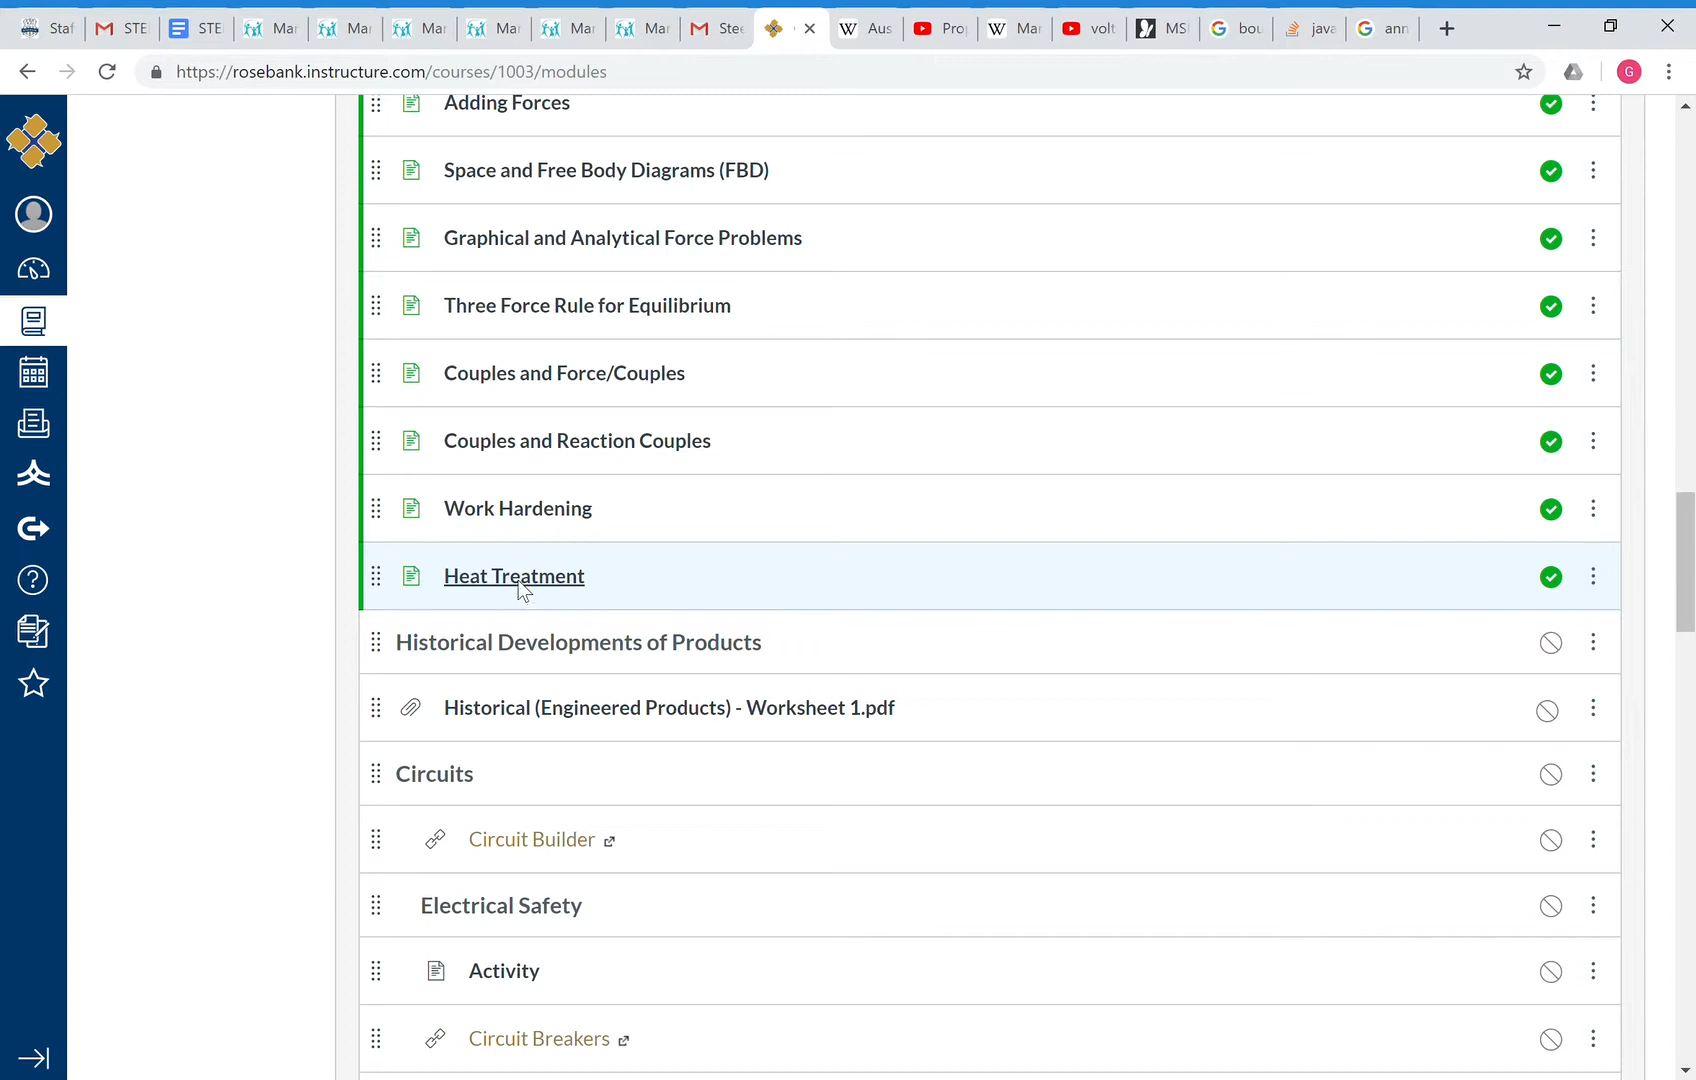 Staf
STE
STE
Mar
Mar
Mar
Mar
Mar
Mar
Stee
Aus
Pro
Mar
volt
MSI
bou
java
ann
https://rosebank.instructure.com/courses/1003/modules
G
Adding Forces
Space and Free Body Diagrams (FBD)
Graphical and Analytical Force Problems
Three Force Rule for Equilibrium
Couples and Force/Couples
Couples and Reaction Couples
Work Hardening
Heat Treatment
Historical Developments of Products
Historical (Engineered Products) - Worksheet 1.pdf
Circuits
Circuit Builder
Electrical Safety
Activity
Circuit Breakers